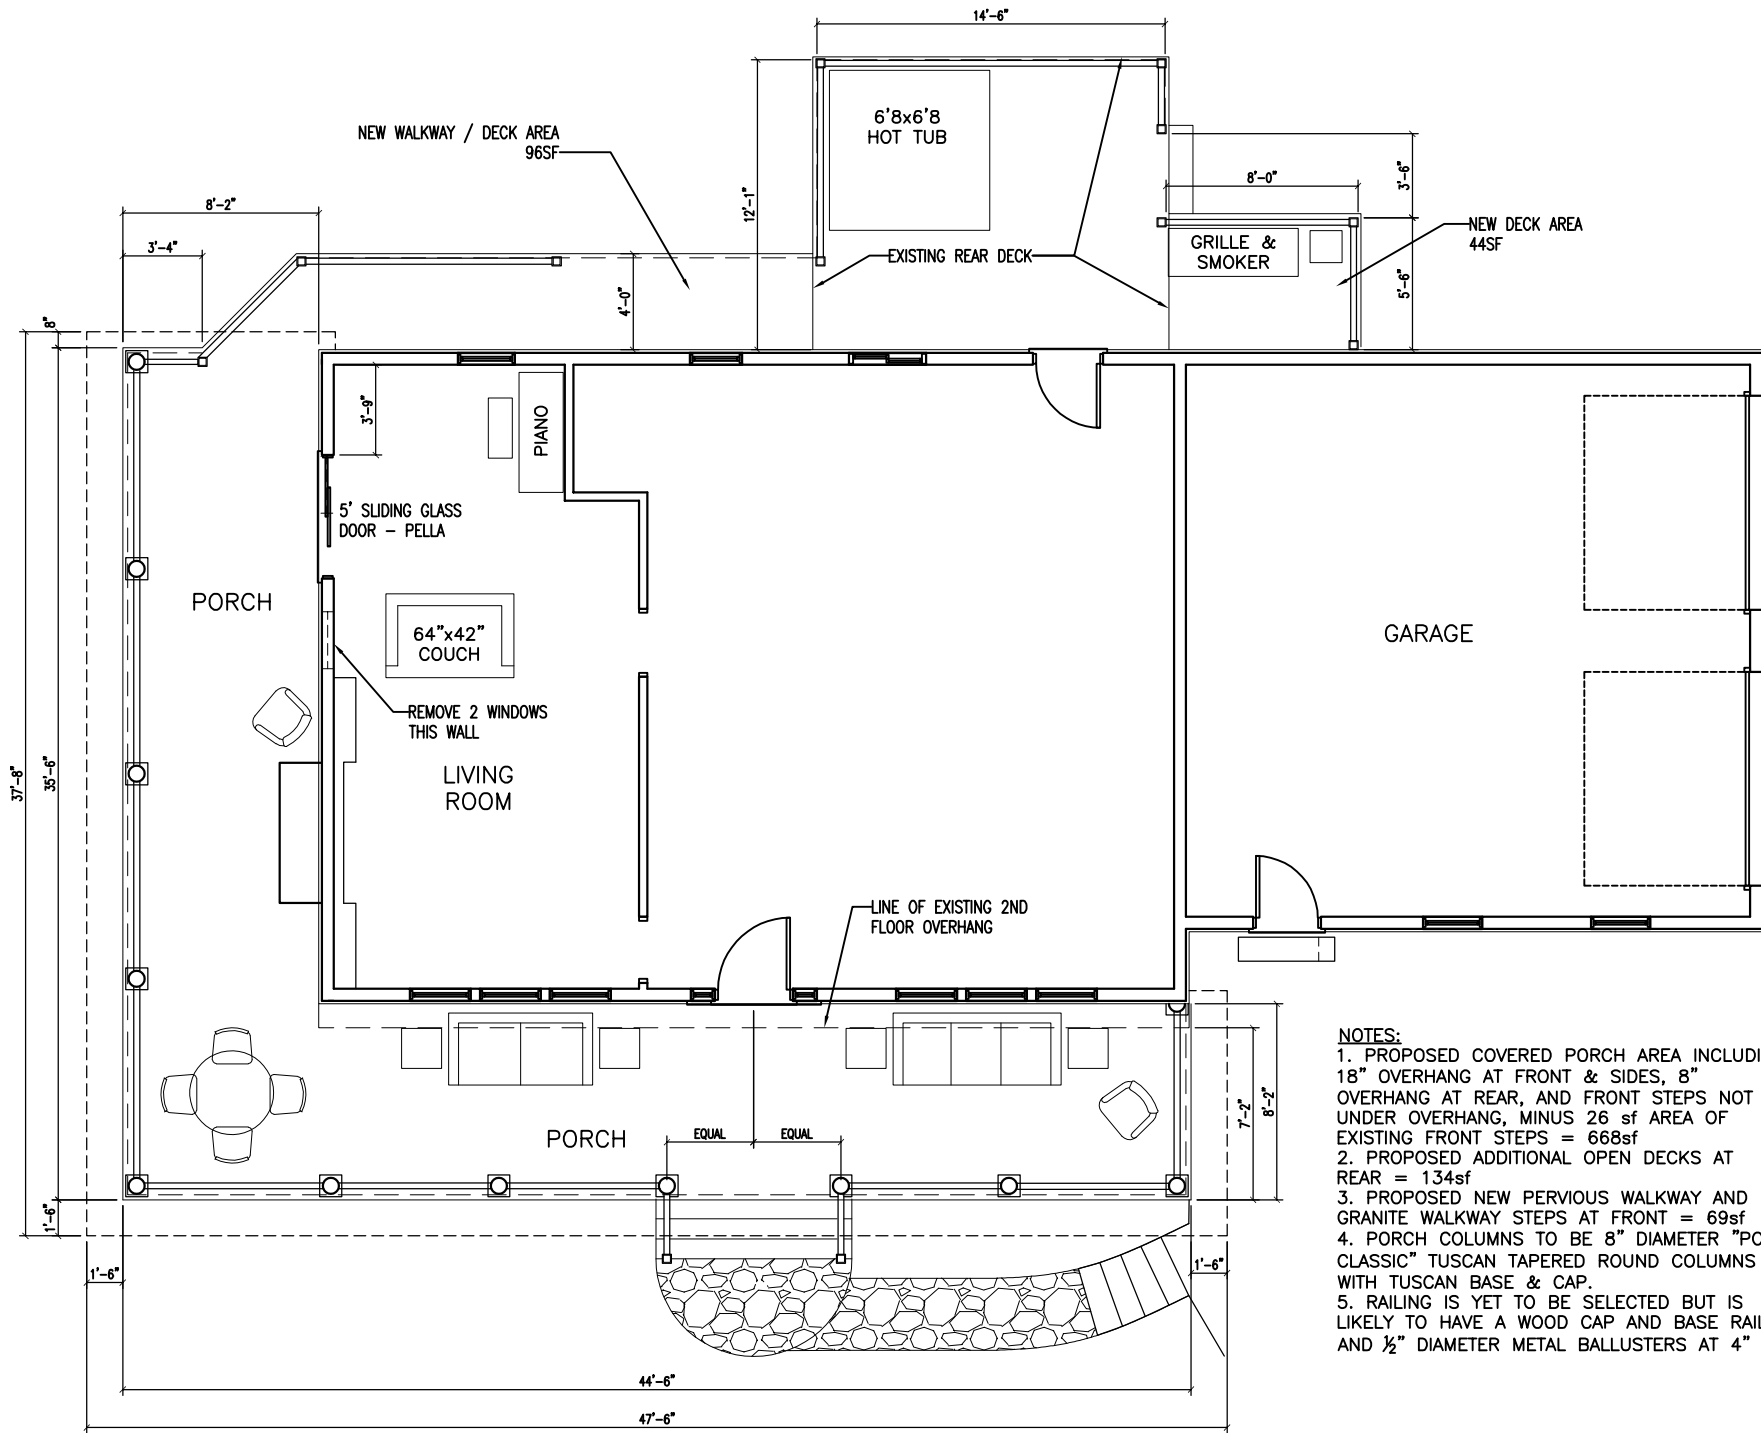 14'-6"
6'8x6'8
HOT TUB
NEW WALKWAY / DECK AREA
96SF
12'-1"
3'-6"
8'-0"
8'-2"
3'-4"
NEW DECK AREA
44SF
GRILLE &
SMOKER
EXISTING REAR DECK
5'-6"
4'-0"
8"
3'-9"
PIANO
5' SLIDING GLASS
DOOR - PELLA
PORCH
64"x42"
COUCH
GARAGE
REMOVE 2 WINDOWS
THIS WALL
37'-8"
35'-6"
LIVING
ROOM
LINE OF EXISTING 2ND
FLOOR OVERHANG
7'-2"
8'-2"
EQUAL
EQUAL
PORCH
1'-6"
1'-6"
1'-6"
44'-6"
47'-6"
NOTES:
1. PROPOSED COVERED PORCH AREA INCLUDI
18" OVERHANG AT FRONT & SIDES, 8"
OVERHANG AT REAR, AND FRONT STEPS NOT
UNDER OVERHANG, MINUS 26 sf AREA OF
EXISTING FRONT STEPS = 668sf
2. PROPOSED ADDITIONAL OPEN DECKS AT
REAR = 134sf
3. PROPOSED NEW PERVIOUS WALKWAY AND
GRANITE WALKWAY STEPS AT FRONT = 69sf
4. PORCH COLUMNS TO BE 8" DIAMETER "PO
CLASSIC" TUSCAN TAPERED ROUND COLUMNS
WITH TUSCAN BASE & CAP.
5. RAILING IS YET TO BE SELECTED BUT IS
LIKELY TO HAVE A WOOD CAP AND BASE RAIL
AND ½" DIAMETER METAL BALLUSTERS AT 4"